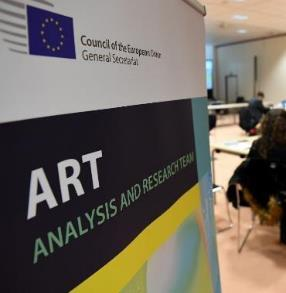 Council of the European Union
General Secretariat
ART
ANALYSIS AND RESEARCH TEAM